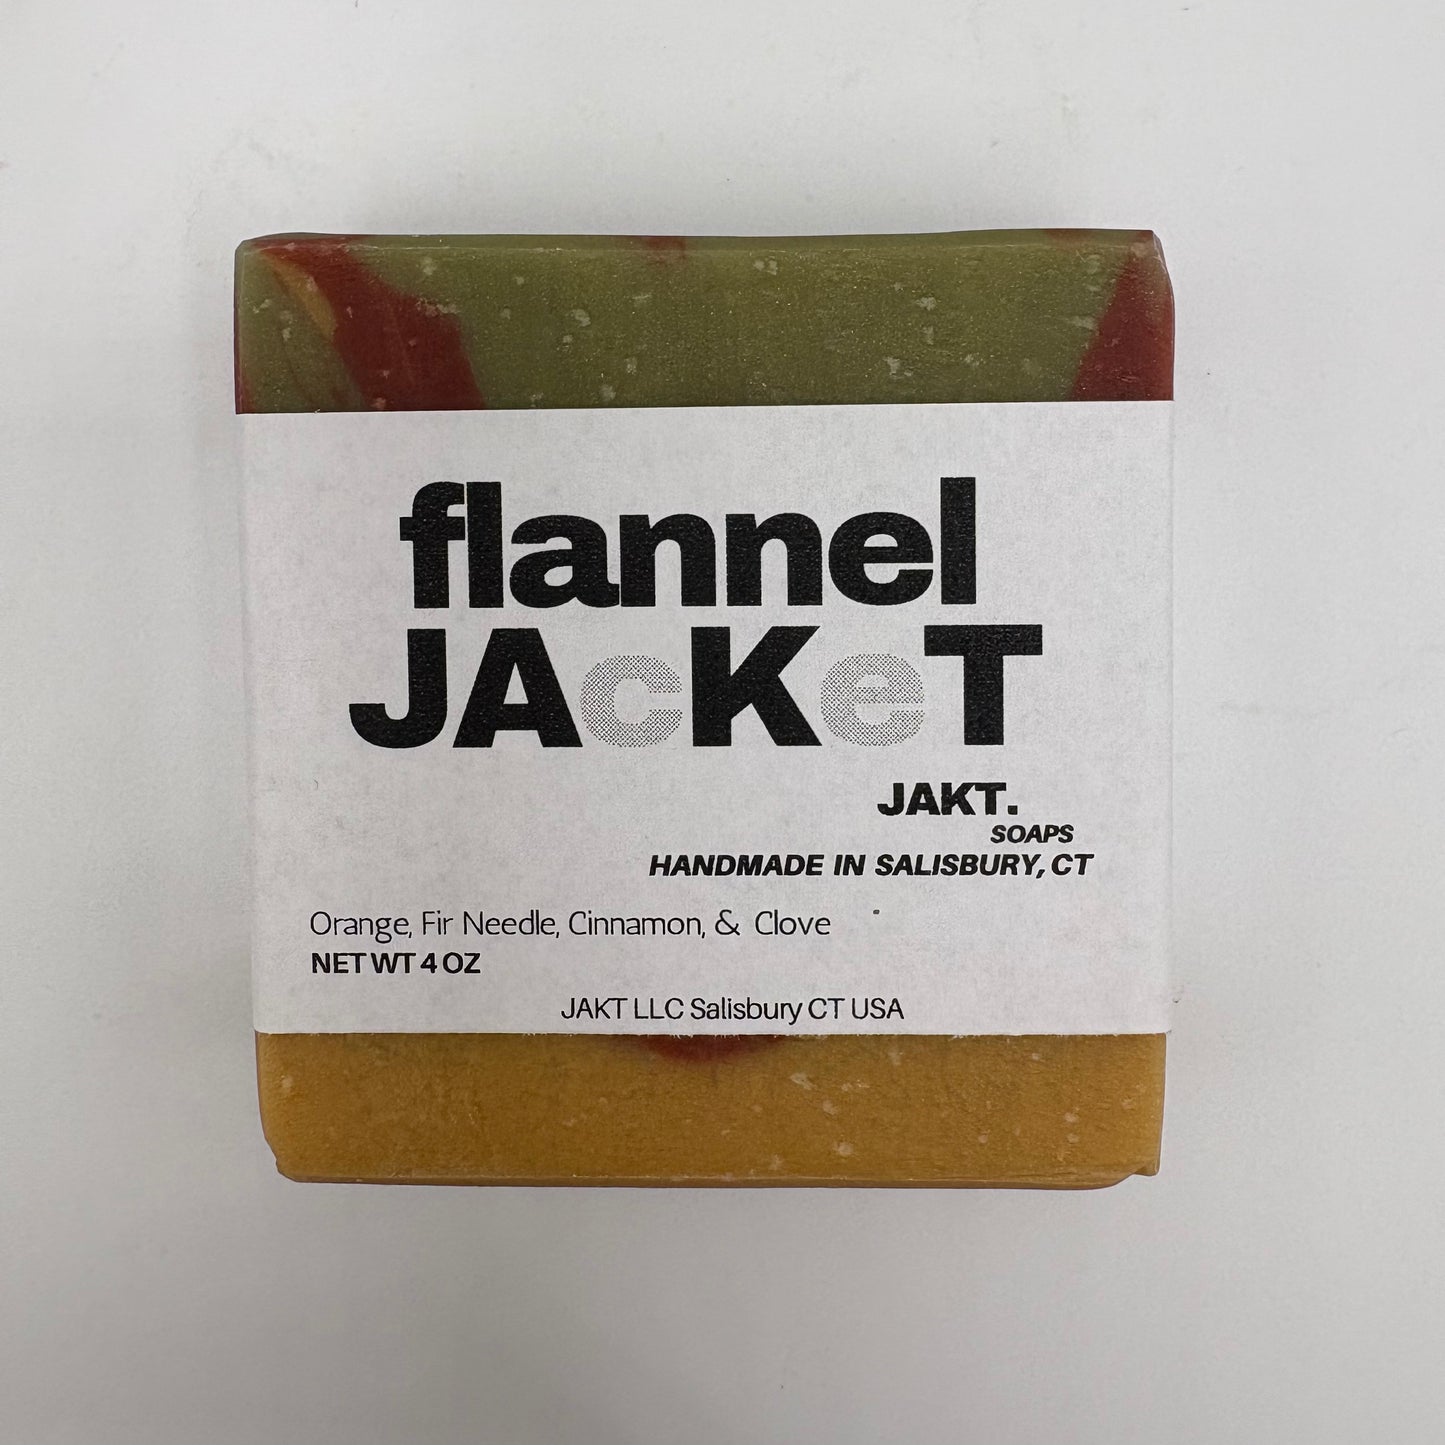 flannel
JAcKeT
JAKT.
SOAPS
HANDMADE IN SALISBURY, CT
Orange, Fir Needle, Cinnamon, & Clove
NET WT 4 OZ
JAKT LLC Salisbury CT USA